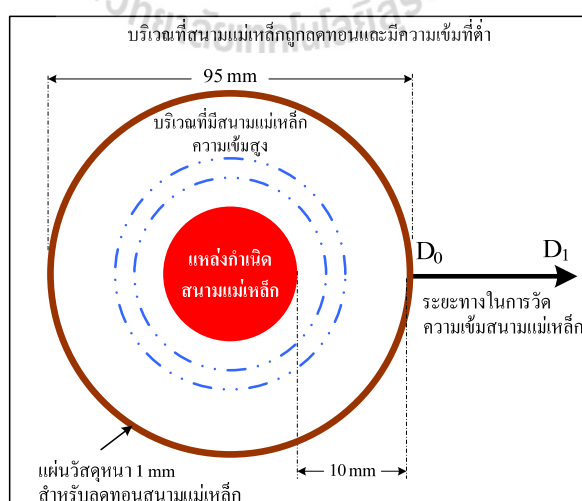 บริเวณที่สนามแม่เหล็กถูกลดทอนและมีความเข้มที่ต่ำ
95 mm
บริเวณที่มีสนามแม่เหล็ก
ความเข้มสูง
แหล่งกำเนิด
สนามแม่เหล็ก
D0
D1
ระยะทางในการวัด
ความเข้มสนามแม่เหล็ก
แผ่นวัสดุหนา 1 mm
สำหรับลดทอนสนามแม่เหล็ก
10 mm